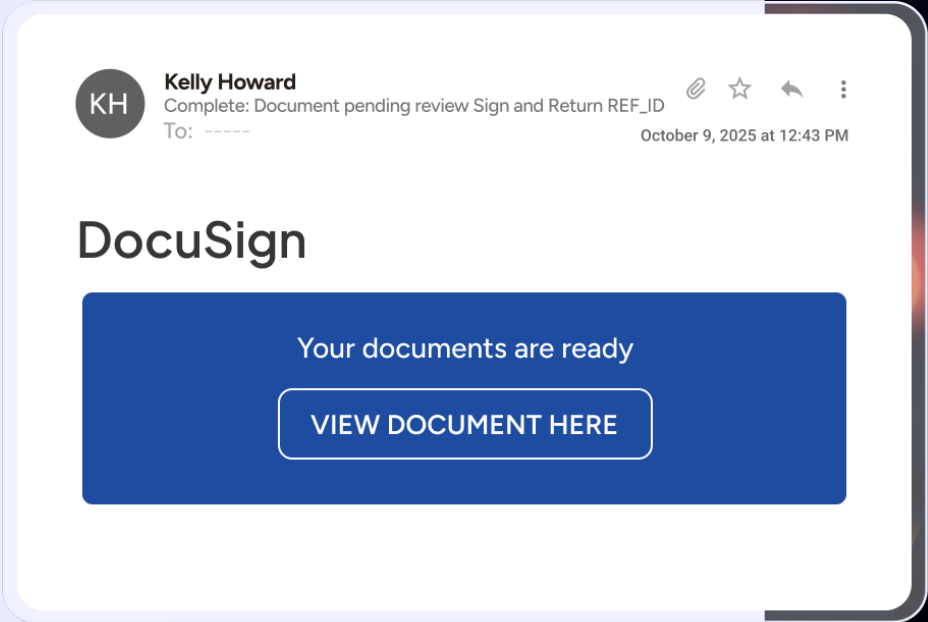 KH
Kelly Howard
Complete: Document pending review Sign and Return REF_ID
To: -----
October 9, 2025 at 12:43 PM
DocuSign
Your documents are ready
VIEW DOCUMENT HERE